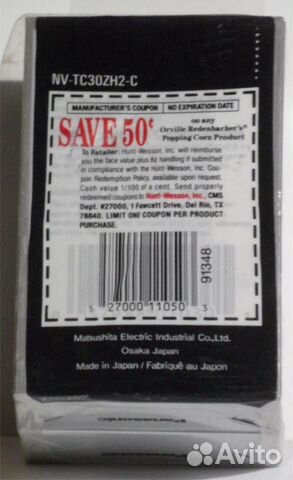 NV-TC30ZH2-C
MANUFACTURER'S COUPON NO EXPIRATION DATE
SAVE 50¢
on any
Orville Redenbacher's®
Popping Corn Product
To Retailer: Hunt-Wesson, Inc. will reimburse
you the face value plus 8¢ handling if submitted
in compliance with the Hunt-Wesson, Inc. Cou-
pon Redemption Policy, available upon request.
Cash value 1/100 of a cent. Send properly
redeemed coupons to Hunt-Wesson, Inc., CMS
Dept. #27000, 1 Fawcett Drive, Del Rio, TX
78840. LIMIT ONE COUPON PER PRODUCT
PURCHASE.
91348
5 27000 11050 3
Matsushita Electric Industrial Co., Ltd.
Osaka Japan
Made in Japan / Fabriqué au Japon
Panasonic
Panasonic
Avito